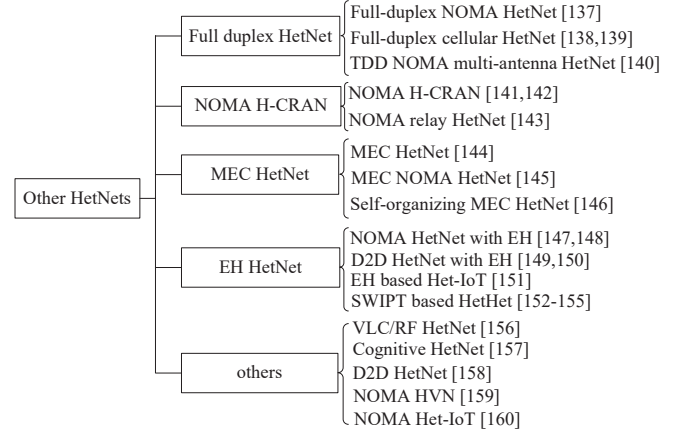 Other HetNets
Full duplex HetNet
Full-duplex NOMA HetNet [137]
Full-duplex cellular HetNet [138,139]
TDD NOMA multi-antenna HetNet [140]
NOMA H-CRAN
NOMA H-CRAN [141,142]
NOMA relay HetNet [143]
MEC HetNet
MEC HetNet [144]
MEC NOMA HetNet [145]
Self-organizing MEC HetNet [146]
EH HetNet
NOMA HetNet with EH [147,148]
D2D HetNet with EH [149,150]
EH based Het-IoT [151]
SWIPT based HetHet [152-155]
others
VLC/RF HetNet [156]
Cognitive HetNet [157]
D2D HetNet [158]
NOMA HVN [159]
NOMA Het-IoT [160]